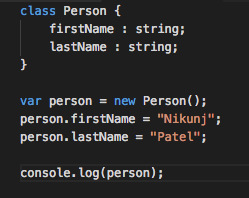 class Person {
    firstName : string;
    lastName : string;
}

var person = new Person();
person.firstName = "Nikunj";
person.lastName = "Patel";

console.log(person);